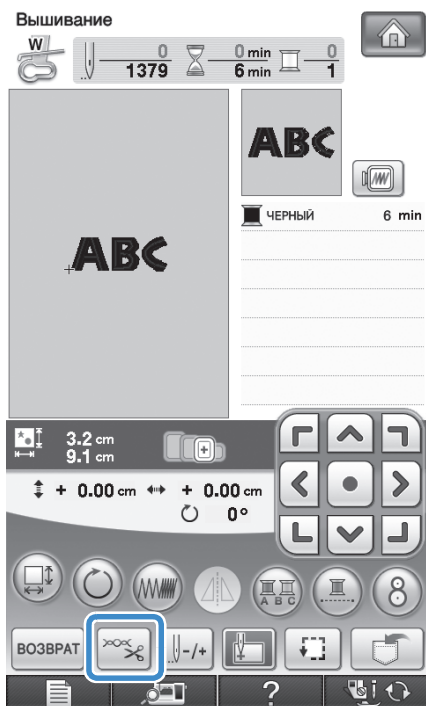 Вышивание
W
0 0 min 0
1379 6 min 1
ABC
ABC
ЧЕРНЫЙ 6 min
3.2 cm
9.1 cm
+ 0.00 cm + 0.00 cm
0°
A B C
8
ВОЗВРАТ
-/+
?